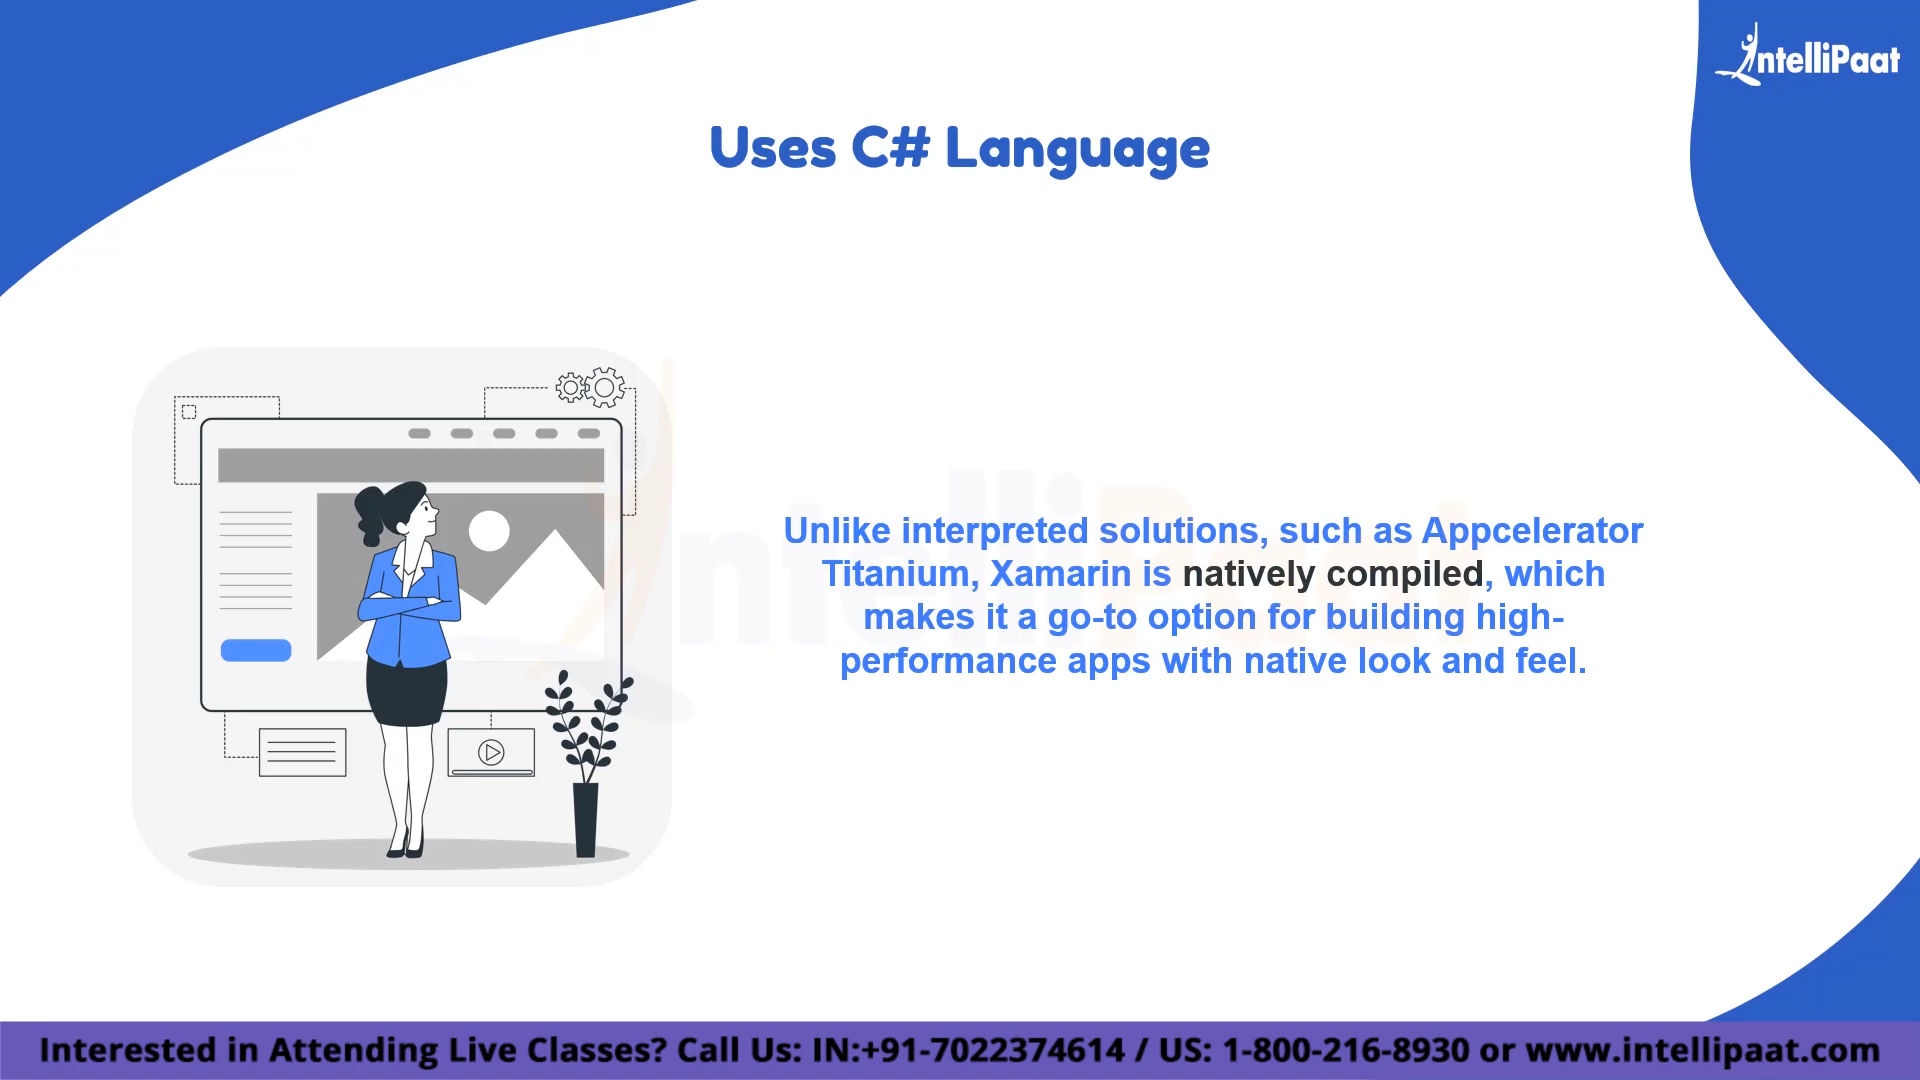 IntelliPaat
Uses C# Language
Unlike interpreted solutions, such as Appcelerator
Titanium, Xamarin is natively compiled, which
makes it a go-to option for building high-
performance apps with native look and feel.
IntelliPaat
Interested in Attending Live Classes? Call Us: IN:+91-7022374614 / US: 1-800-216-8930 or www.intellipaat.com